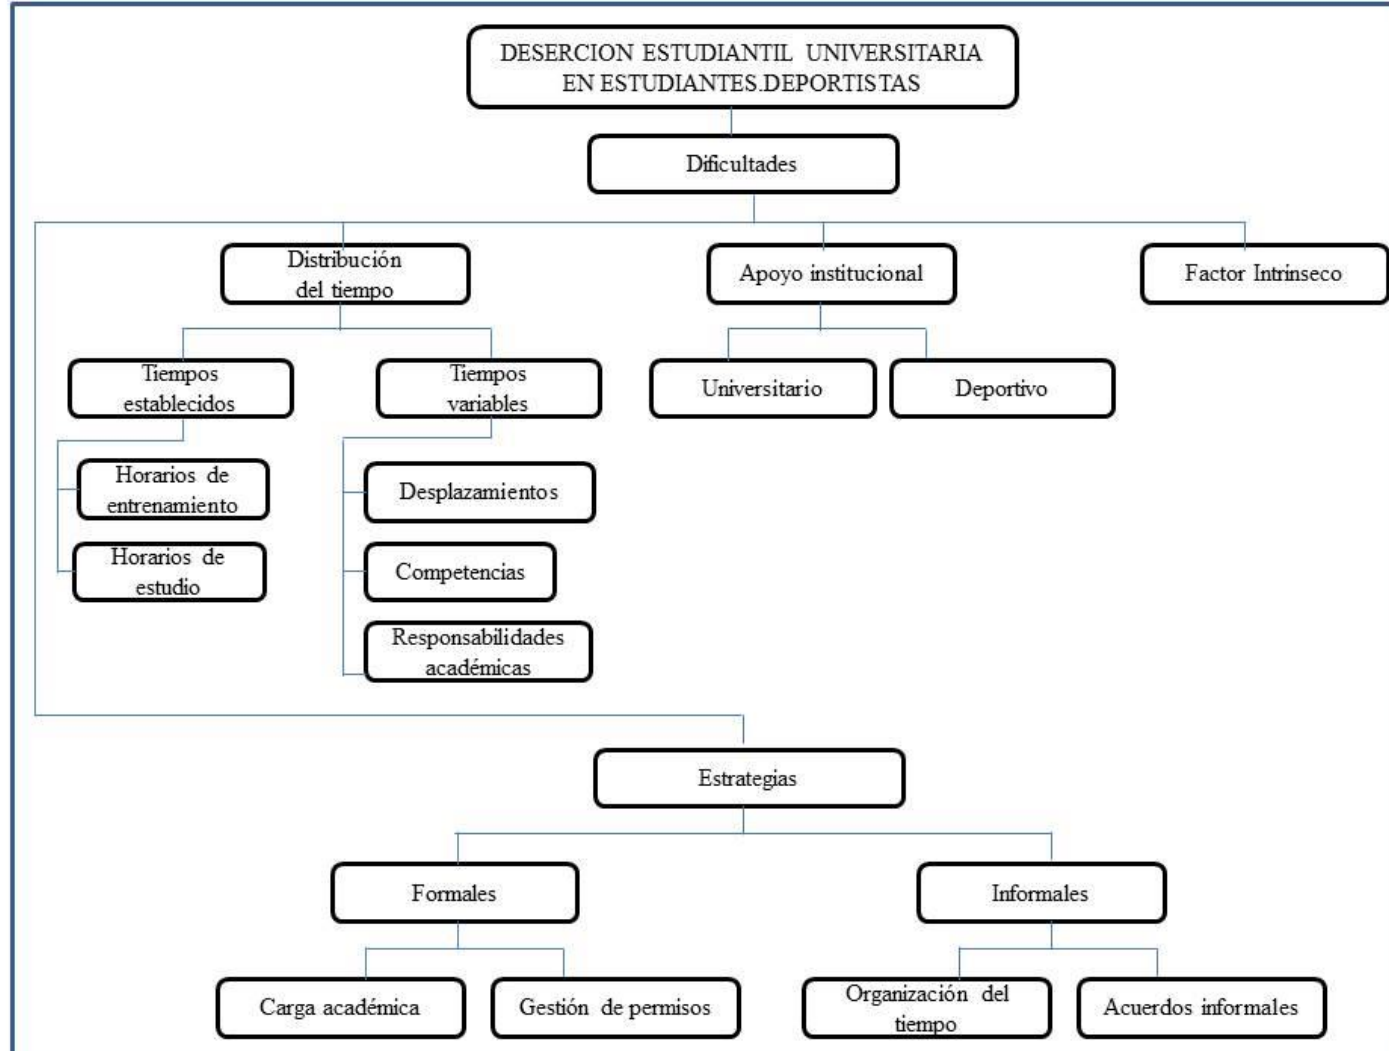 DESERCION ESTUDIANTIL UNIVERSITARIA
EN ESTUDIANTES.DEPORTISTAS
Dificultades
Distribución
del tiempo
Apoyo institucional
Factor Intrinseco
Tiempos
establecidos
Tiempos
variables
Universitario
Deportivo
Horarios de
entrenamiento
Horarios de
estudio
Desplazamientos
Competencias
Responsabilidades
académicas
Estrategias
Formales
Informales
Carga académica
Gestión de permisos
Organización del
tiempo
Acuerdos informales